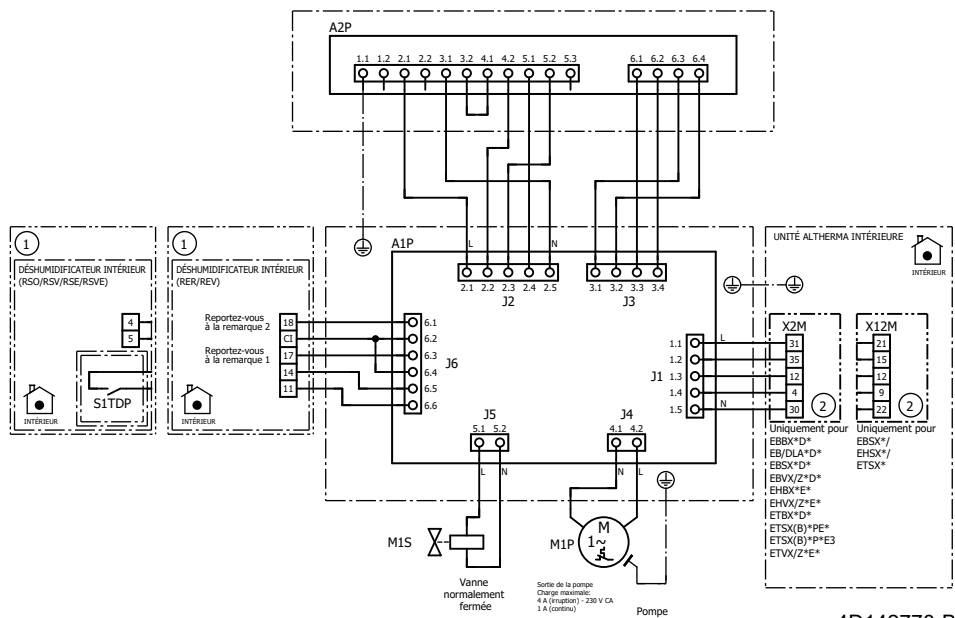 A2P
1.1 1.2 2.1 2.2 3.1 3.2 4.1 4.2 5.1 5.2 5.3 6.1 6.2 6.3 6.4
1
DÉSHUMIDIFICATEUR INTÉRIEUR
(RSO/RSV/RSE/RSVE)
4
5
S1TDP
INTÉRIEUR
1
DÉSHUMIDIFICATEUR INTÉRIEUR
(RER/REV)
Reportez-vous
à la remarque 2
Reportez-vous
à la remarque 1
18
CI
17
14
11
INTÉRIEUR
A1P
L N
2.1 2.2 2.3 2.4 2.5
J2
3.1 3.2 3.3 3.4
J3
6.1
6.2
6.3
6.4
6.5
6.6
J6
1.1
1.2
1.3
1.4
1.5
J1
L
N
J5
5.1 5.2
L N
J4
4.1 4.2
N L
M1S
Vanne
normalement
fermée
M1P
M
1~
Sortie de la pompe
Charge maximale:
4 A (irruption) - 230 V CA
1 A (continu)
Pompe
UNITÉ ALTHERMA INTÉRIEURE
INTÉRIEUR
X2M
31
35
12
4
30
2
Uniquement pour
EBBX*D*
EB/DLA*D*
EBSX*D*
EBVX/Z*D*
EHBX*E*
EHVX/Z*E*
ETBX*D*
ETSX(B)*PE*
ETSX(B)*P*E3
ETVX/Z*E*
X12M
21
15
12
9
22
2
Uniquement pour
EBSX*/
EHSX*/
ETSX*